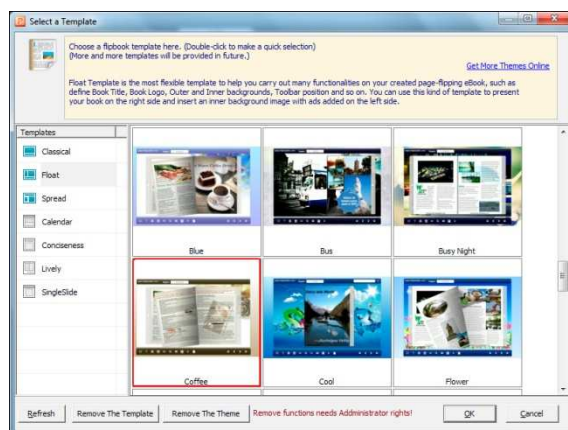 Select a Template
Choose a flipbook template here. (Double-click to make a quick selection)
(More and more templates will be provided in future.)
Get More Themes Online
Float Template is the most flexible template to help you carry out many functionalities on your created page-flipping eBook, such as
define Book Title, Book Logo, Outer and Inner backgrounds, Toolbar position and so on. You can use this kind of template to present
your book on the right side and insert an inner background image with ads added on the left side.
Templates
Classical
Float
Spread
Calendar
Conciseness
Lively
SingleSlide
Blue
Bus
Busy Night
Coffee
Cool
Flower
Refresh
Remove The Template
Remove The Theme
Remove functions needs Addministrator rights!
OK
Cancel